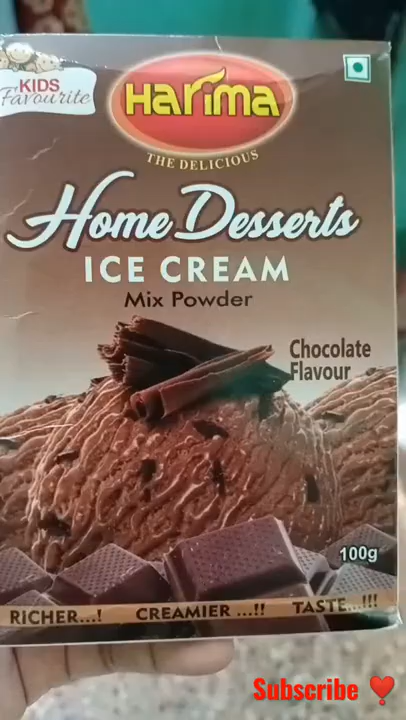 KIDS
Favourite
Harima
THE DELICIOUS
Home Desserts
ICE CREAM
Mix Powder
Chocolate
Flavour
100g
RICHER...! CREAMIER ...!! TASTE...!!!
Subscribe